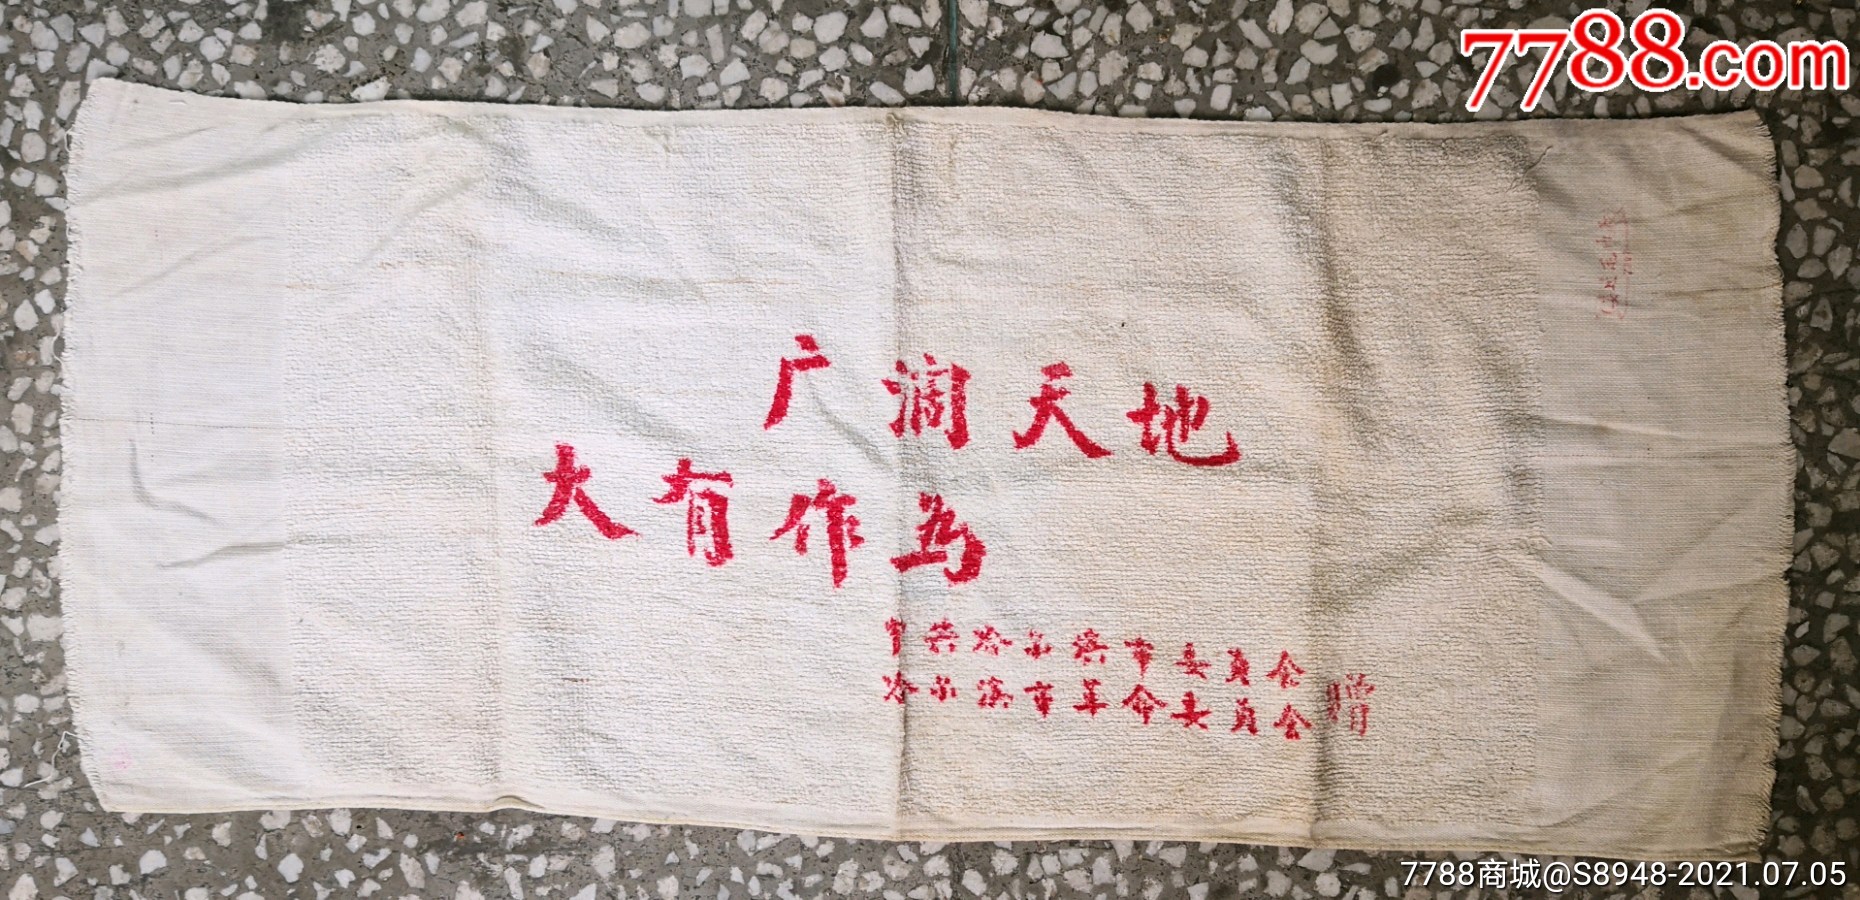 7788.com
广阔天地
大有作为
中共哈尔滨市委员会
哈尔滨市革命委员会 赠
7788商城@S8948-2021.07.05